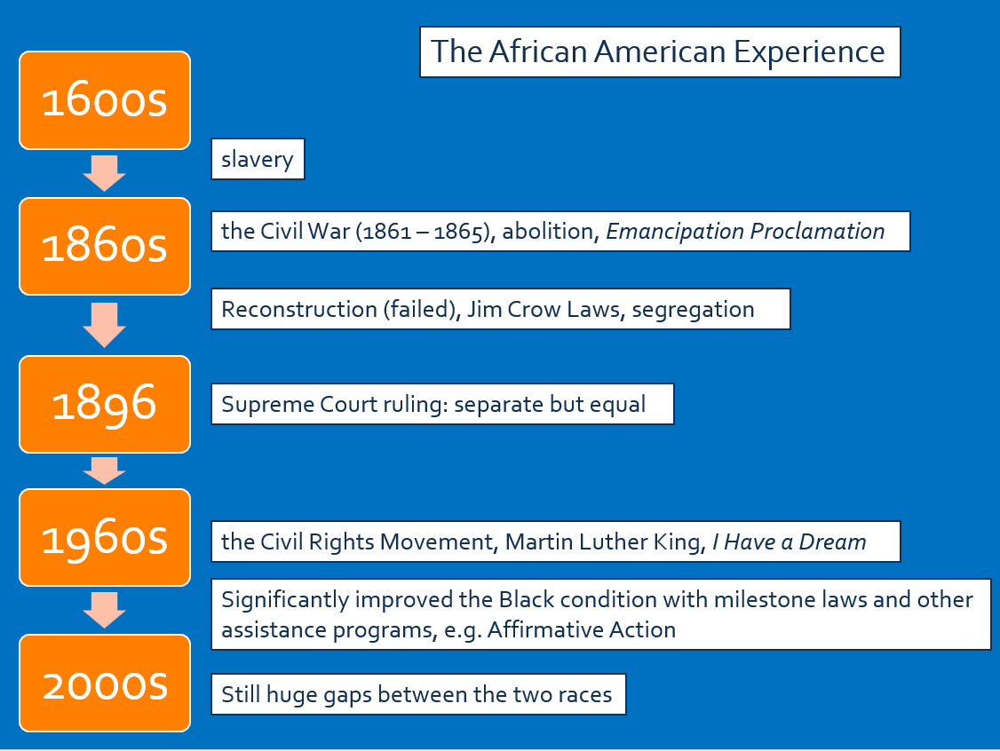 The African American Experience
1600s
slavery
1860s
the Civil War (1861 – 1865), abolition, Emancipation Proclamation
Reconstruction (failed), Jim Crow Laws, segregation
1896
Supreme Court ruling: separate but equal
1960s
the Civil Rights Movement, Martin Luther King, I Have a Dream
Significantly improved the Black condition with milestone laws and other
assistance programs, e.g. Affirmative Action
2000s
Still huge gaps between the two races